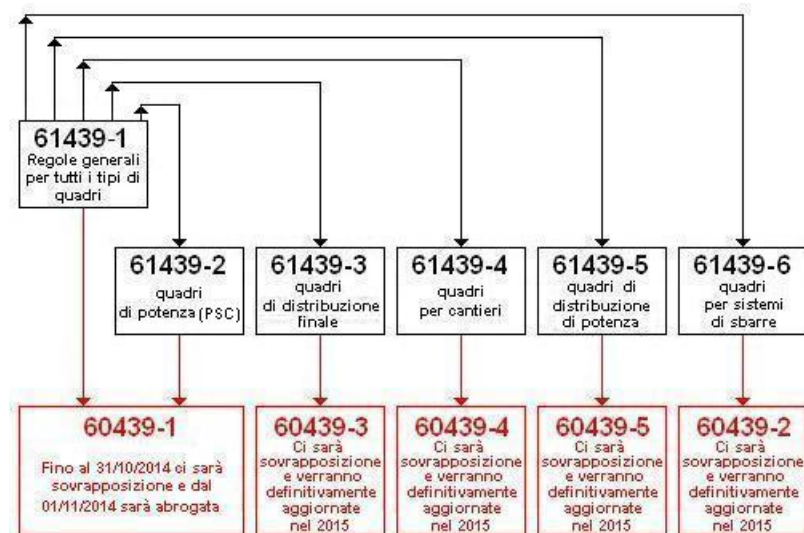 61439-1
Regole generali
per tutti i tipi di
quadri
61439-2
quadri
di potenza (PSC)
61439-3
quadri
di distribuzione
finale
61439-4
quadri
per cantieri
61439-5
quadri di
distribuzione
di potenza
61439-6
quadri
per sistemi
di sbarre
60439-1
Fino al 31/10/2014 ci sarà
sovrapposizione e dal
01/11/2014 sarà abrogata
60439-3
Ci sarà
sovrapposizione
e verranno
definitivamente
aggiornate
nel 2015
60439-4
Ci sarà
sovrapposizione
e verranno
definitivamente
aggiornate
nel 2015
60439-5
Ci sarà
sovrapposizione
e verranno
definitivamente
aggiornate
nel 2015
60439-2
Ci sarà
sovrapposizione
e verranno
definitivamente
aggiornate
nel 2015